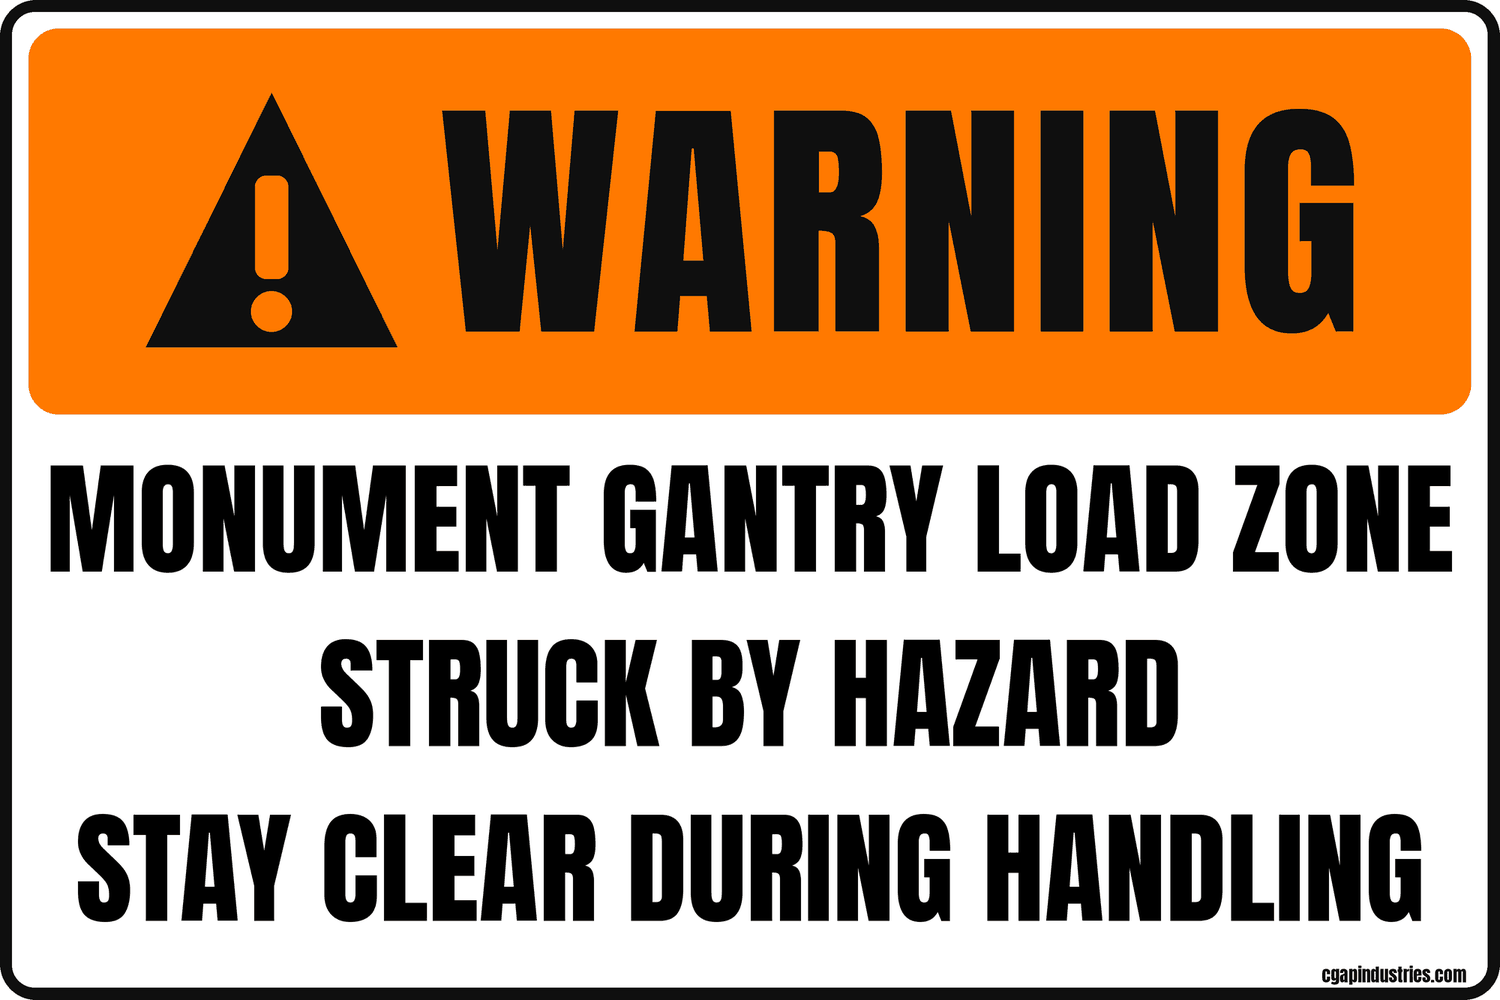 WARNING
MONUMENT GANTRY LOAD ZONE
STRUCK BY HAZARD
STAY CLEAR DURING HANDLING
cgapindustries.com